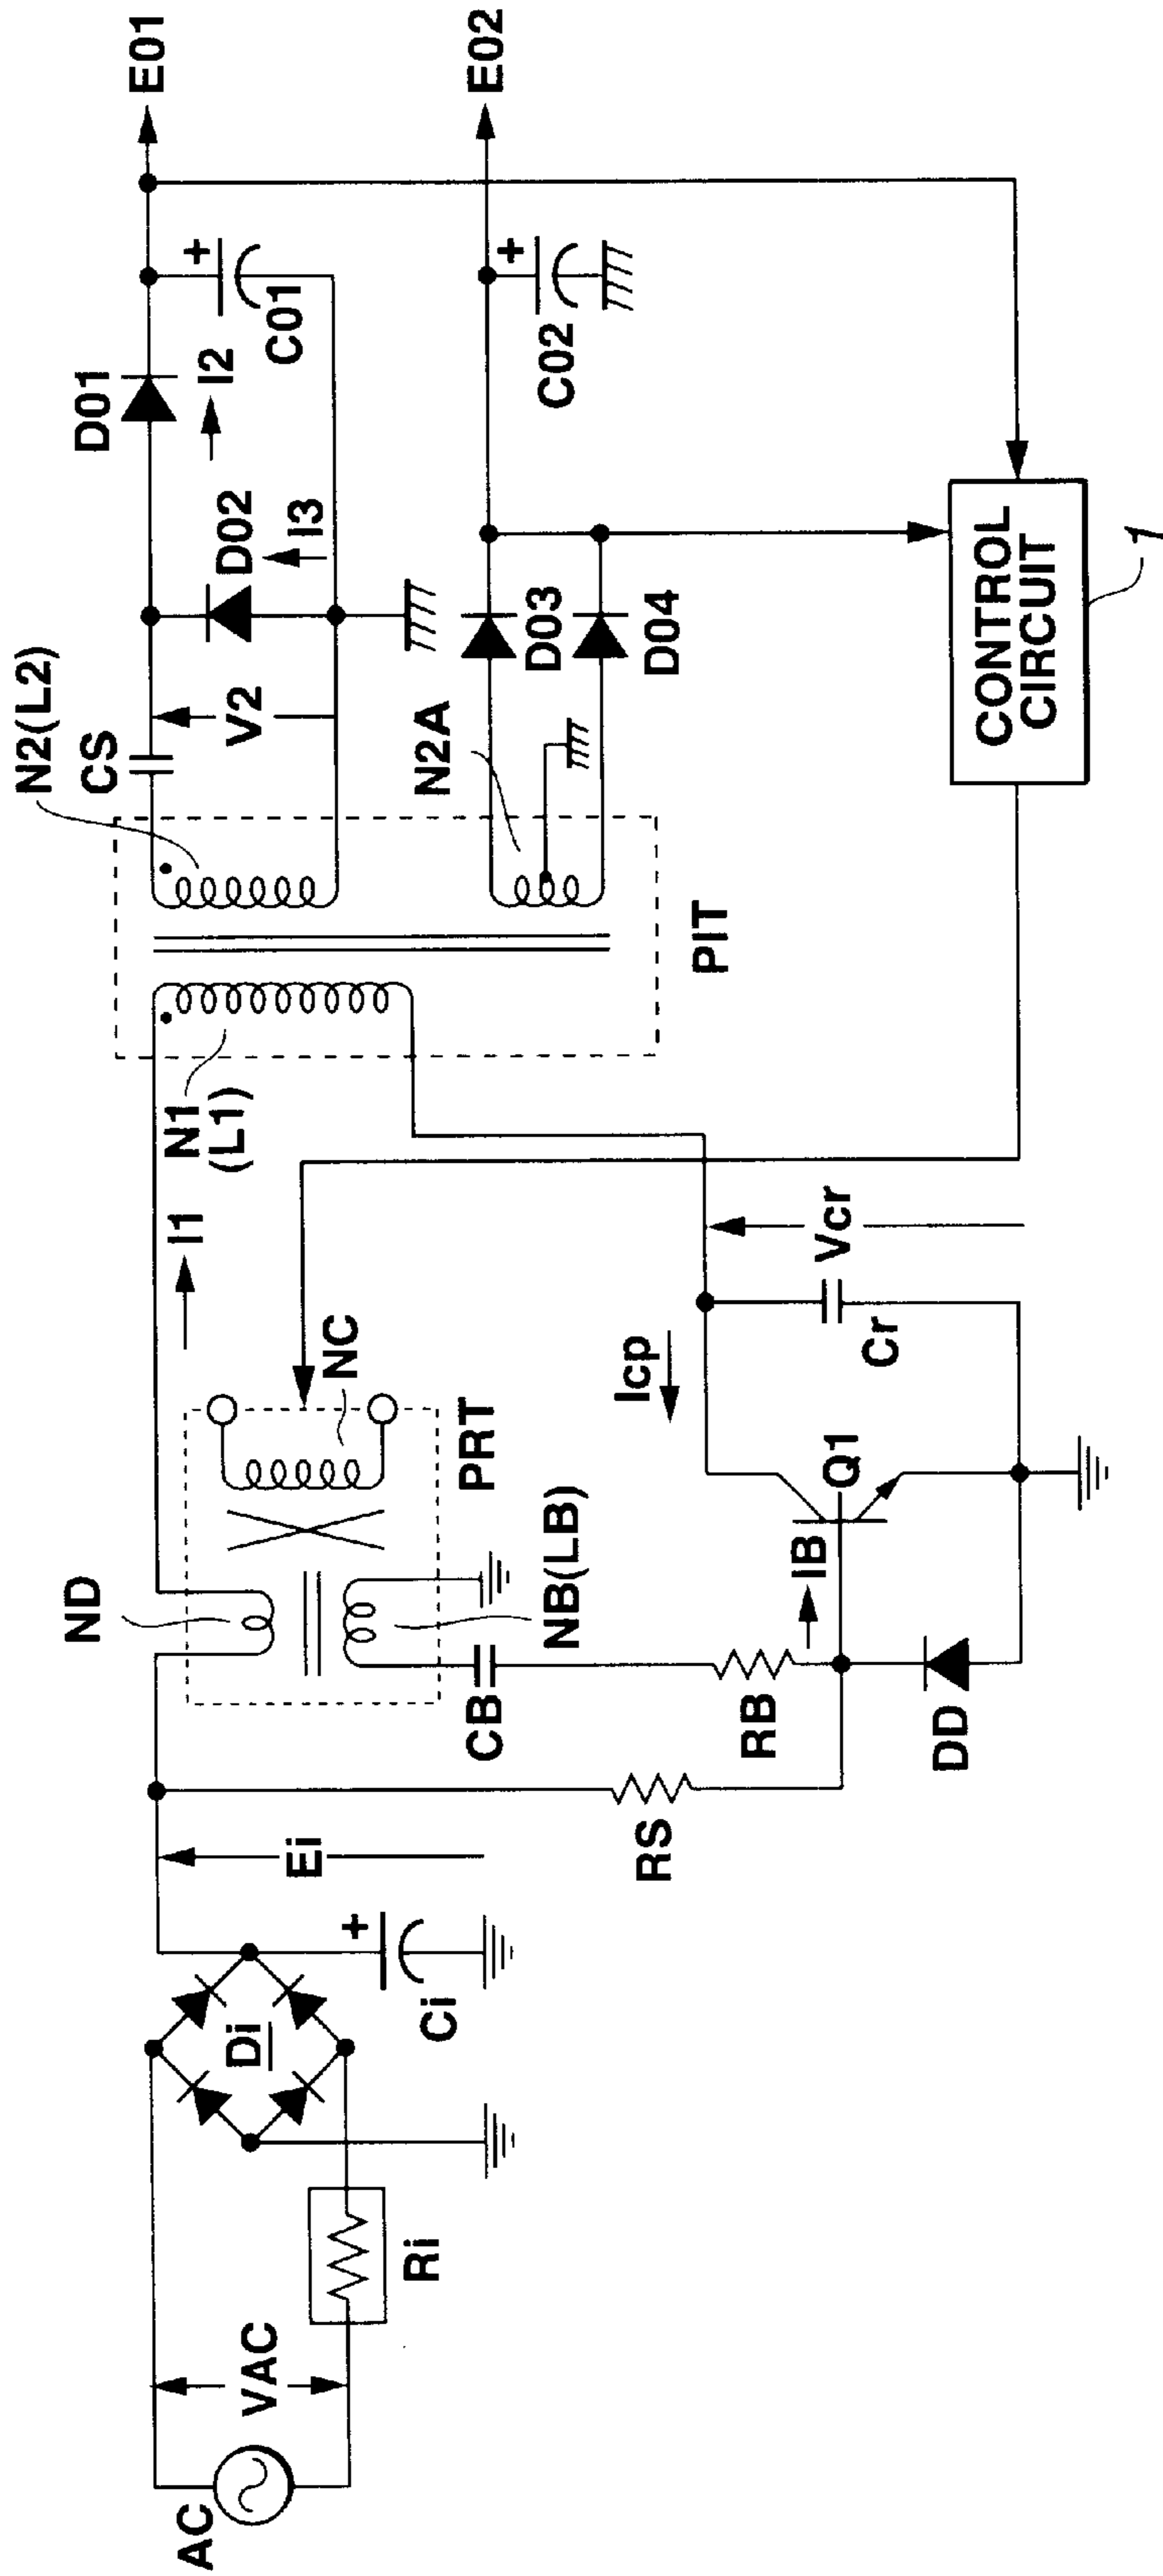 AC
VAC
Ri
Di
+
Ci
Ei
RS
ND
CB
RB
DD
NB(LB)
PRT
NC
IB
Q1
I1
Icp
Cr
Vcr
N1
(L1)
PIT
N2(L2)
CS
V2
N2A
D02
I3
D01
I2
+
C01
D03
D04
+
C02
E01
E02
CONTROL
CIRCUIT
1